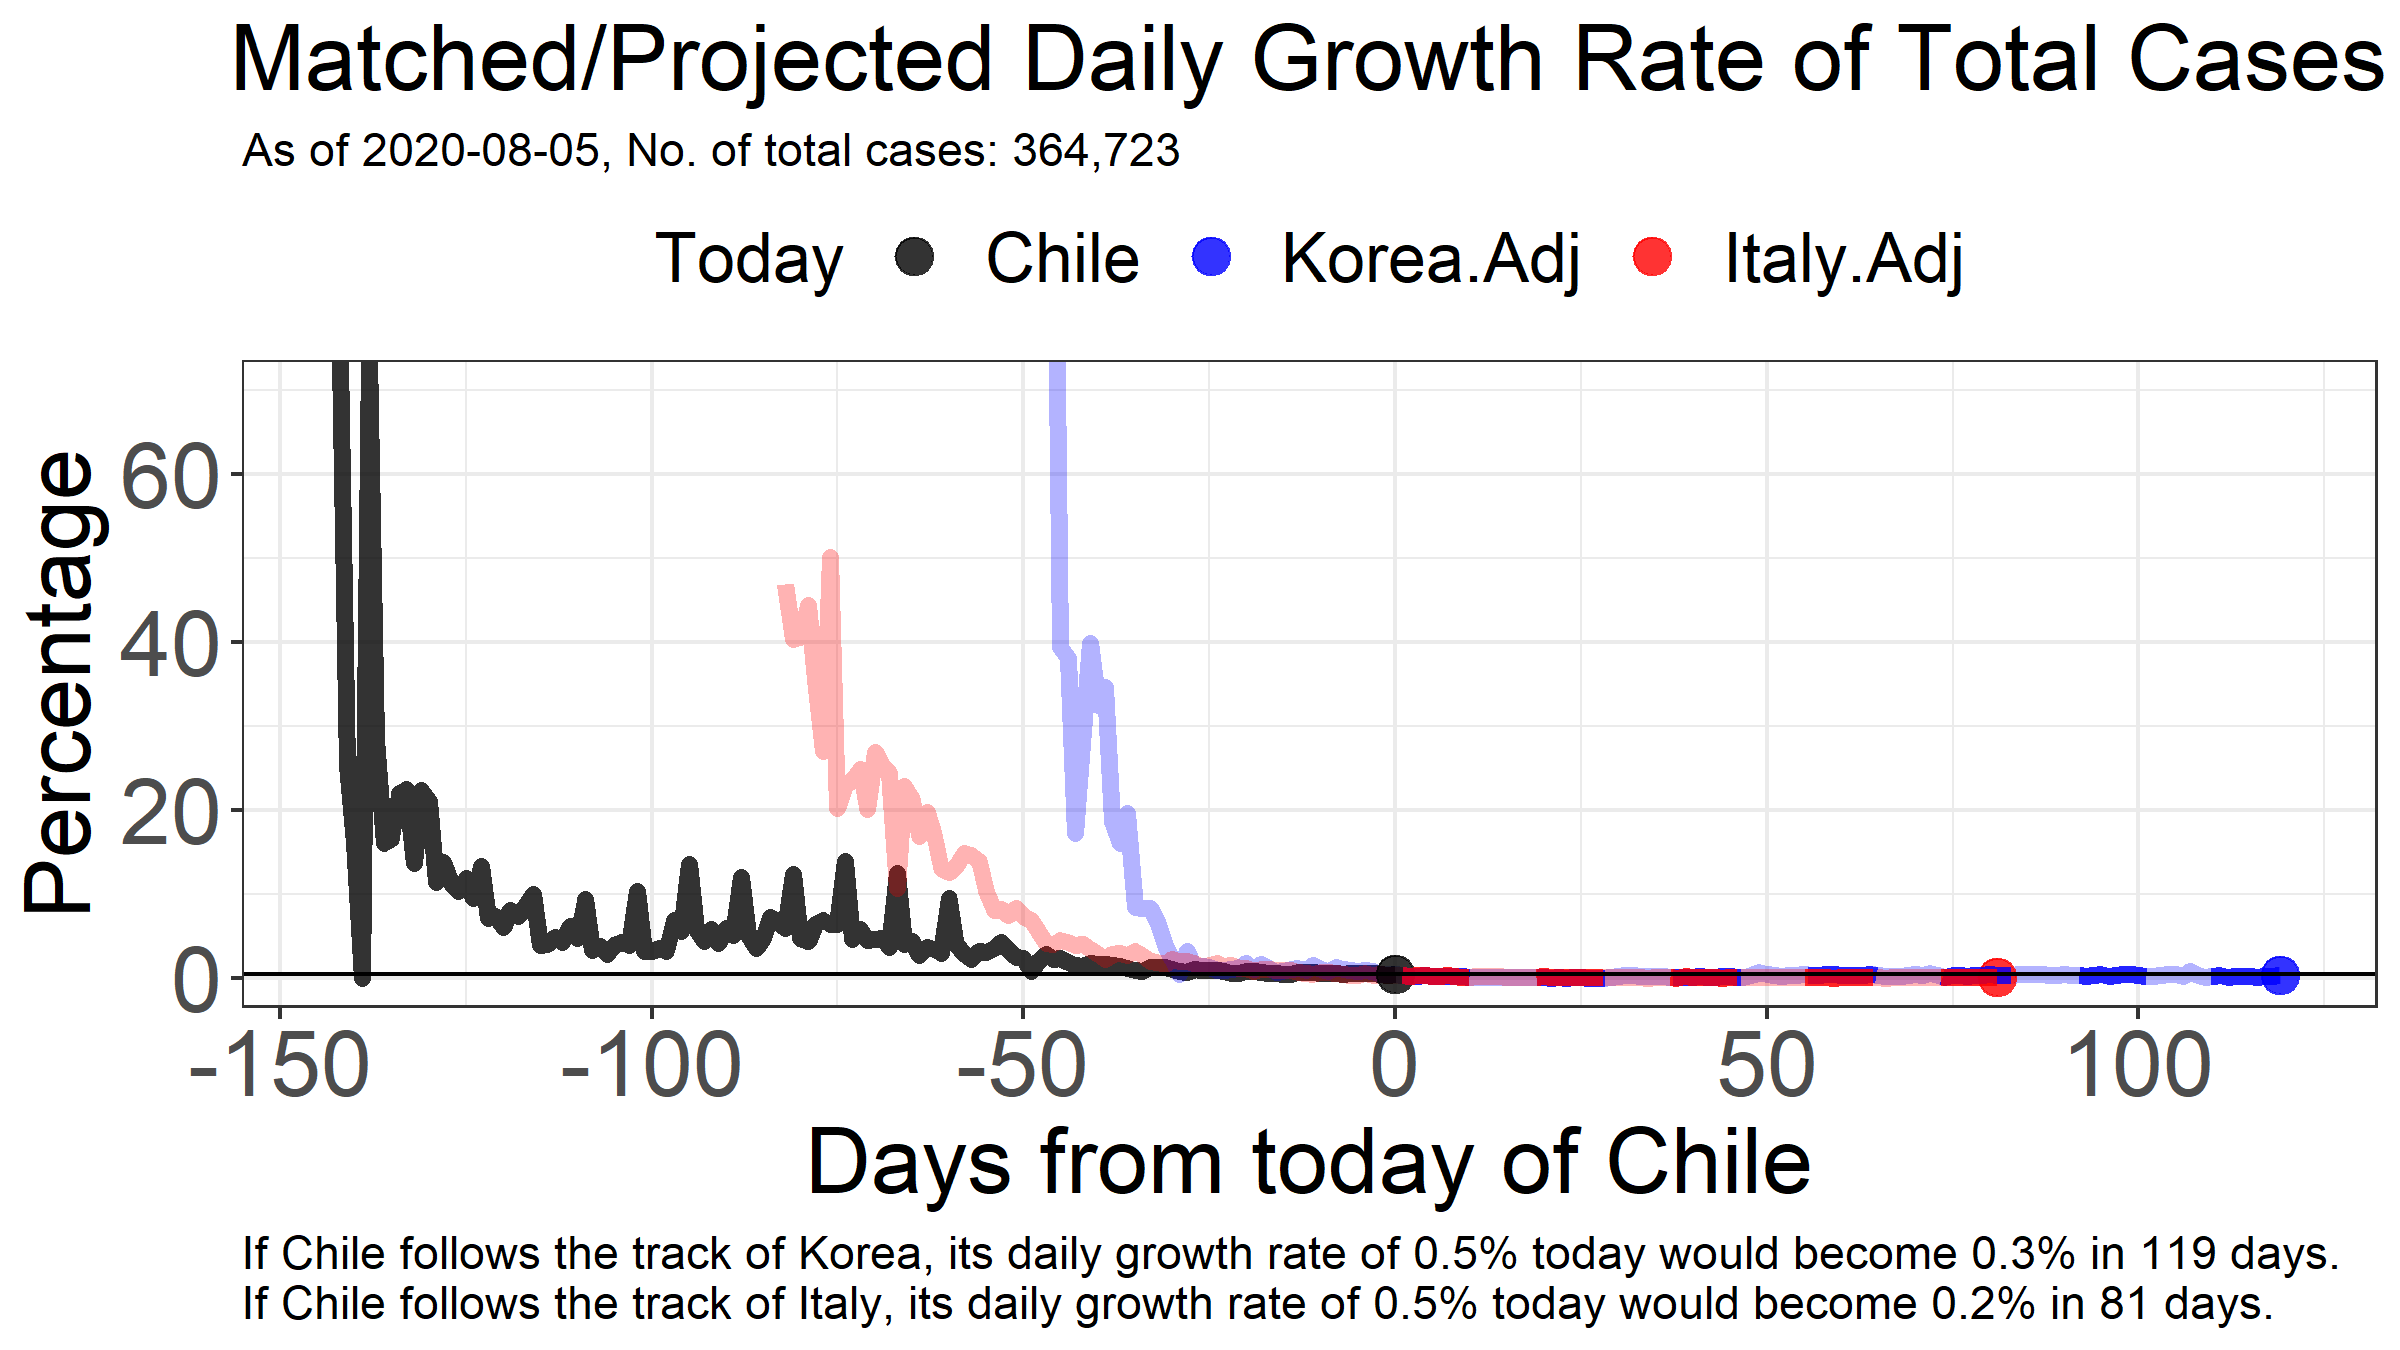 Matched/Projected Daily Growth Rate of Total Cases
As of 2020-08-05, No. of total cases: 364,723
Today Chile Korea.Adj Italy.Adj
Percentage
60
40
20
0
-150 -100 -50 0 50 100
Days from today of Chile
If Chile follows the track of Korea, its daily growth rate of 0.5% today would become 0.3% in 119 days.
If Chile follows the track of Italy, its daily growth rate of 0.5% today would become 0.2% in 81 days.